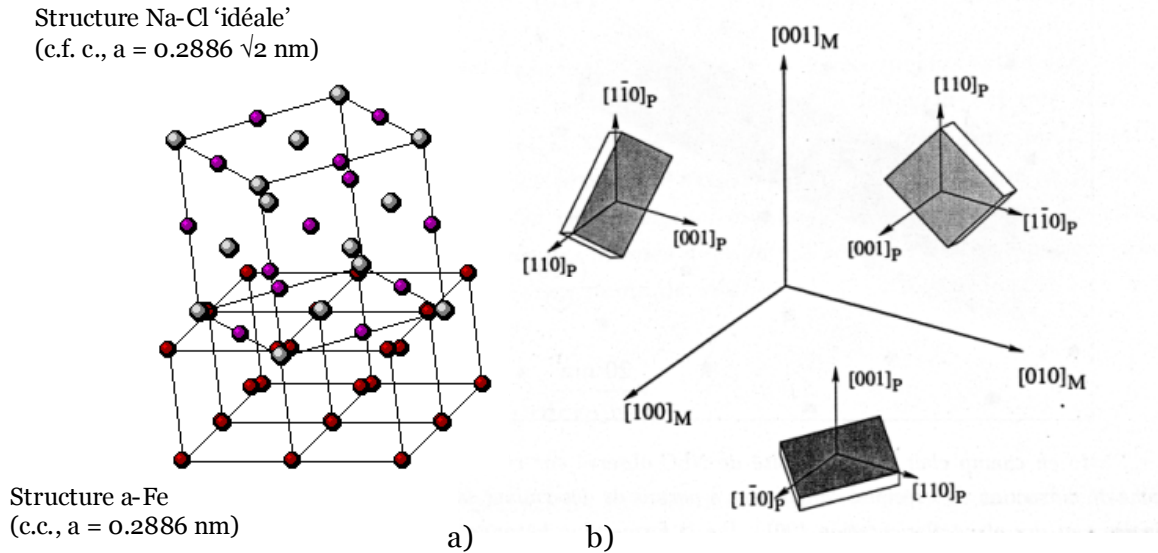 Structure Na-Cl ‘idéale’
(c.f. c., a = 0.2886 √2 nm)
[001]M
[11̄0]P
[110]P
[001]P
[110]P
[001]P
[11̄0]P
[001]P
[100]M
[010]M
[11̄0]P
[110]P
Structure a-Fe
(c.c., a = 0.2886 nm)
a)
b)